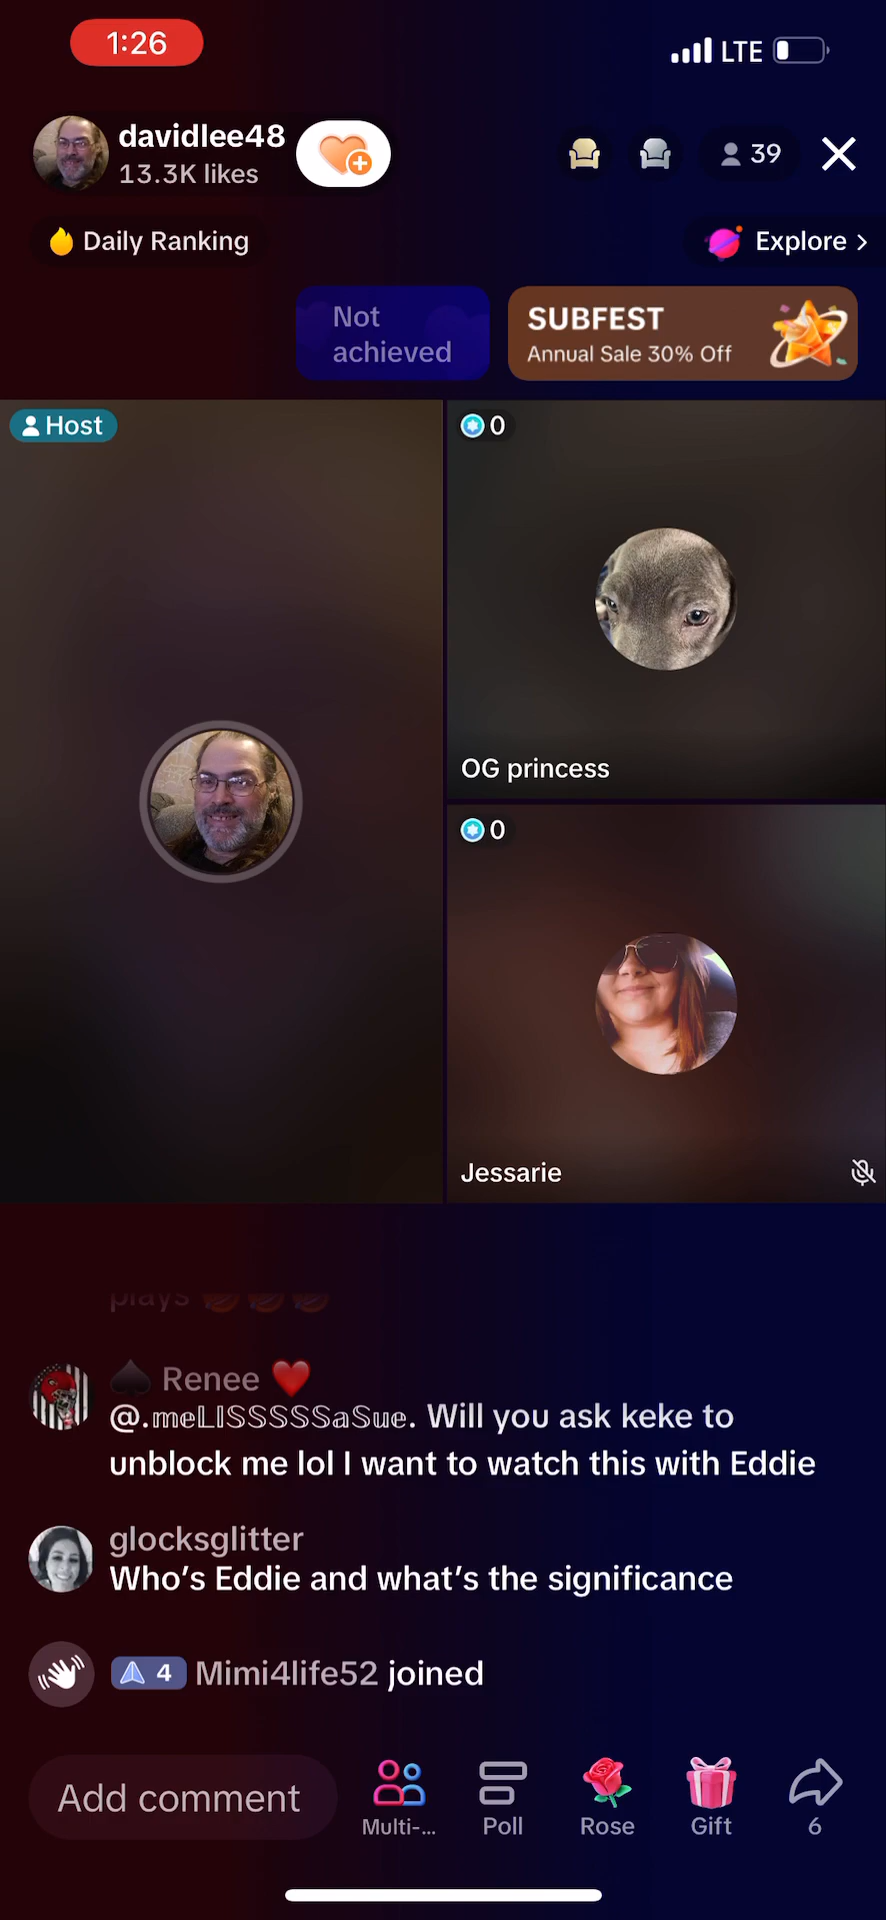 1:26
LTE
davidlee48
13.3K likes
39
Daily Ranking
Explore >
Not
achieved
SUBFEST
Annual Sale 30% Off
Host
0
OG princess
0
Jessarie
plays
Renee
@.𝕞𝕖𝕃𝕀𝕊𝕊𝕊𝕊𝕊𝕒𝕊𝕦𝕖. Will you ask keke to
unblock me lol I want to watch this with Eddie
glocksglitter
Who's Eddie and what's the significance
4 Mimi4life52 joined
Add comment
Multi-...
Poll
Rose
Gift
6